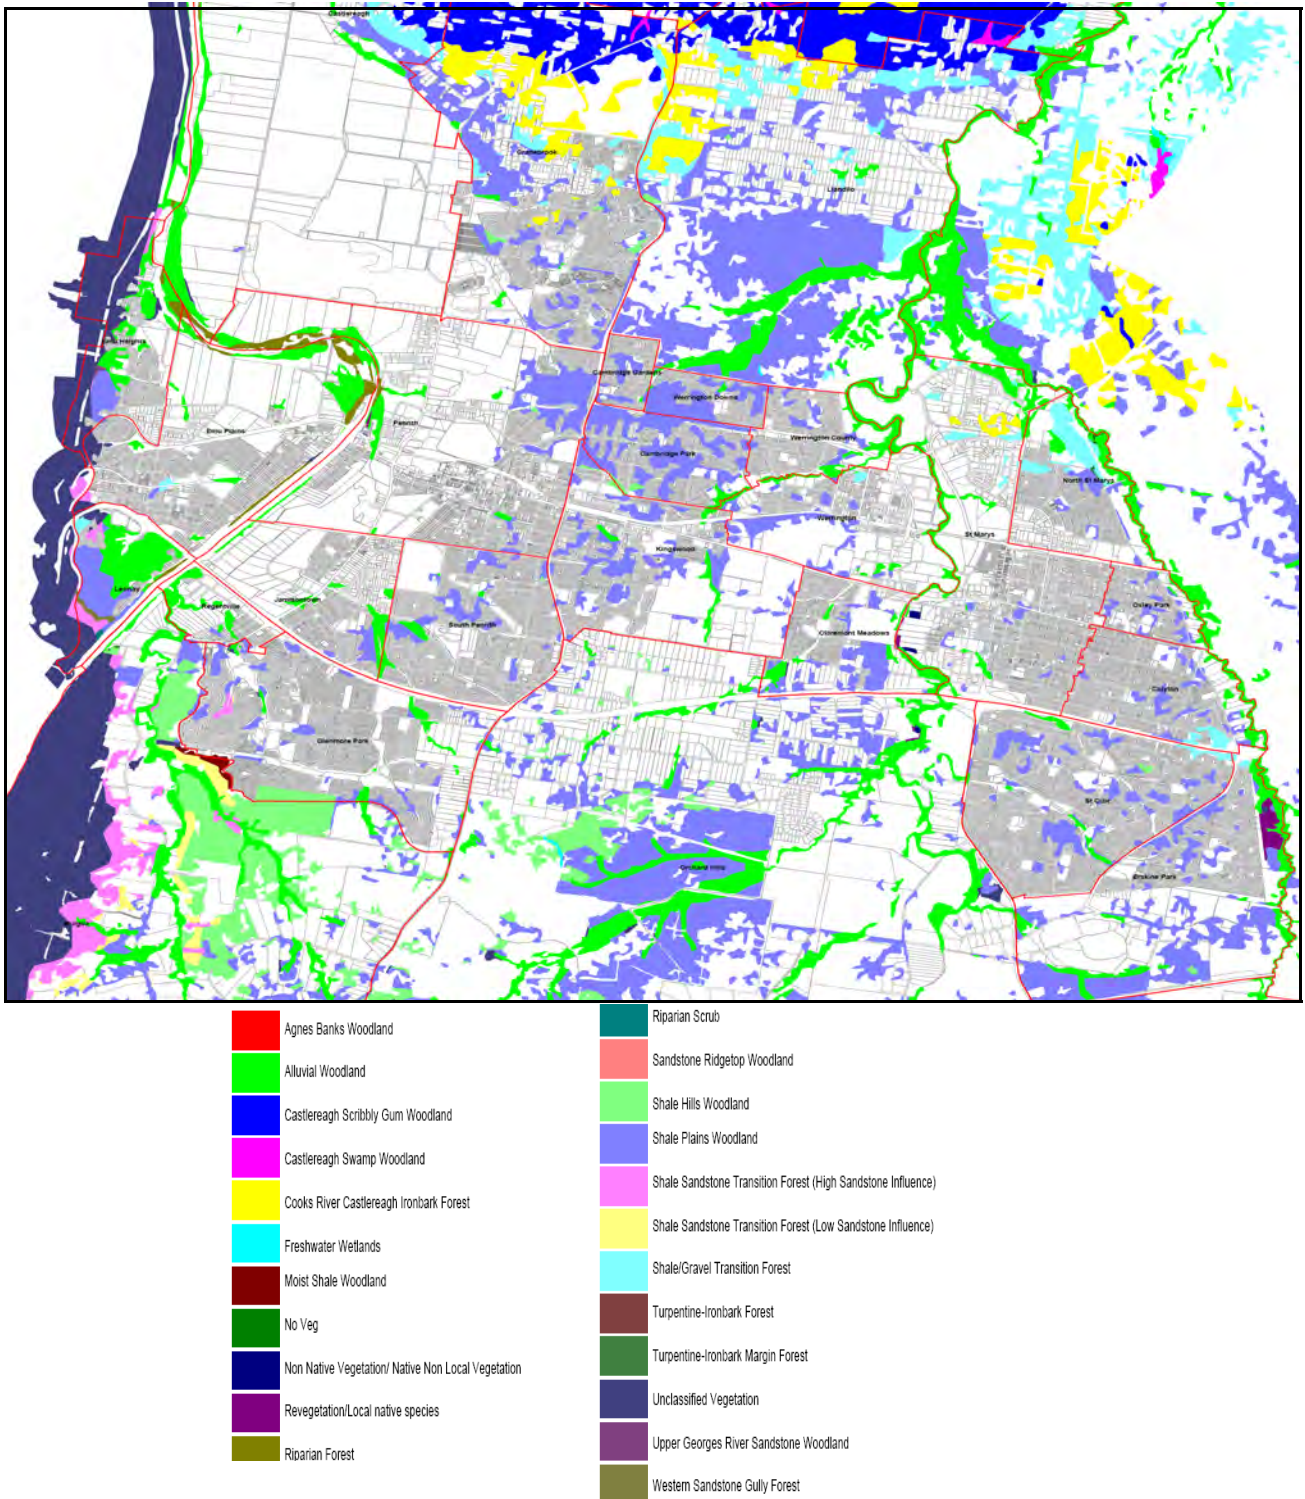 Castlereagh
Cranebrook
Llandilo
Emu Heights
Cambridge Gardens
Werrington Downs
Emu Plains
Penrith
Werrington County
Cambridge Park
North St Marys
Werrington
St Marys
Kingswood
Leonay
Regentville
Jamisontown
Oxley Park
South Penrith
Claremont Meadows
Colyton
Glenmore Park
St Clair
Orchard Hills
Erskine Park
Agnes Banks Woodland
Alluvial Woodland
Castlereagh Scribbly Gum Woodland
Castlereagh Swamp Woodland
Cooks River Castlereagh Ironbark Forest
Freshwater Wetlands
Moist Shale Woodland
No Veg
Non Native Vegetation/ Native Non Local Vegetation
Revegetation/Local native species
Riparian Forest
Riparian Scrub
Sandstone Ridgetop Woodland
Shale Hills Woodland
Shale Plains Woodland
Shale Sandstone Transition Forest (High Sandstone Influence)
Shale Sandstone Transition Forest (Low Sandstone Influence)
Shale/Gravel Transition Forest
Turpentine-Ironbark Forest
Turpentine-Ironbark Margin Forest
Unclassified Vegetation
Upper Georges River Sandstone Woodland
Western Sandstone Gully Forest